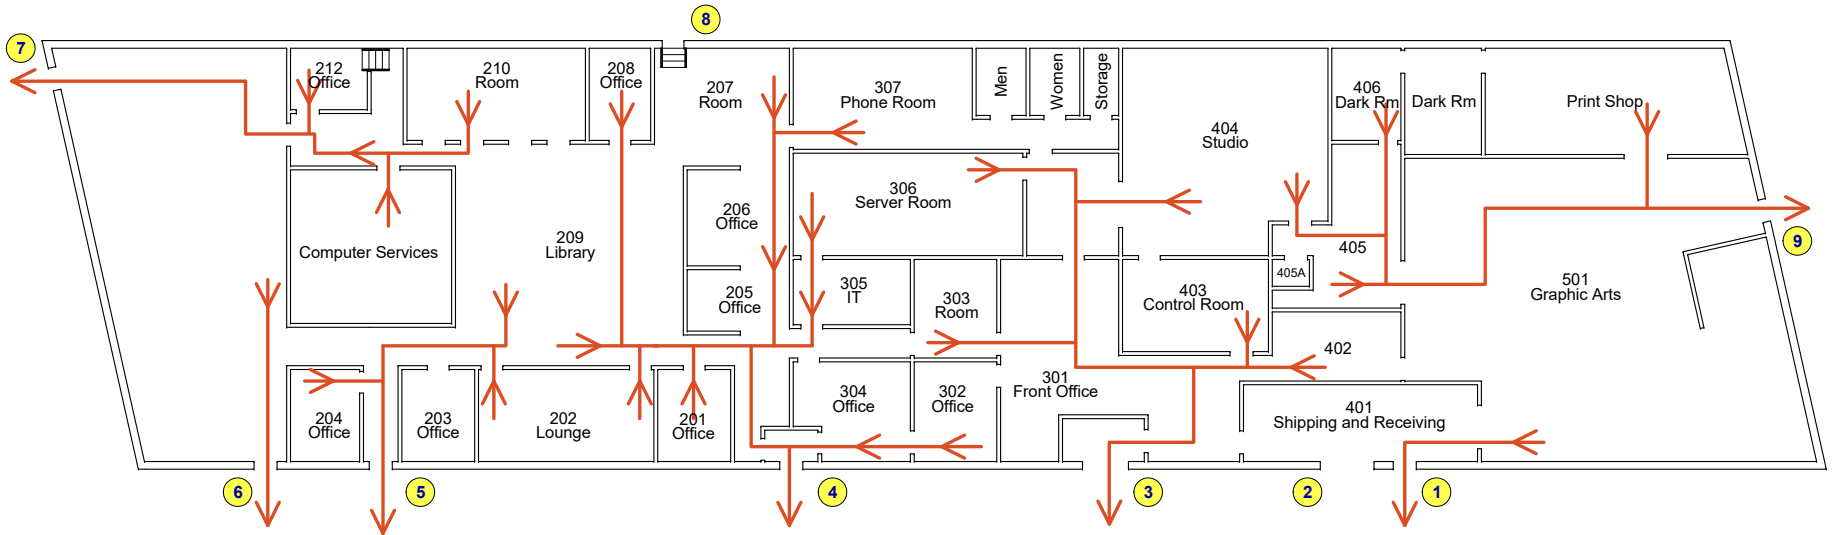 8
7
212
Office
210
Room
208
Office
207
Room
307
Phone Room
Men
Women
Storage
406
Dark Rm
Dark Rm
Print Shop
404
Studio
306
Server Room
206
Office
209
Library
Computer Services
405
9
405A
501
Graphic Arts
305
IT
303
Room
403
Control Room
205
Office
402
301
Front Office
304
Office
302
Office
401
Shipping and Receiving
204
Office
203
Office
202
Lounge
201
Office
6
5
4
3
2
1